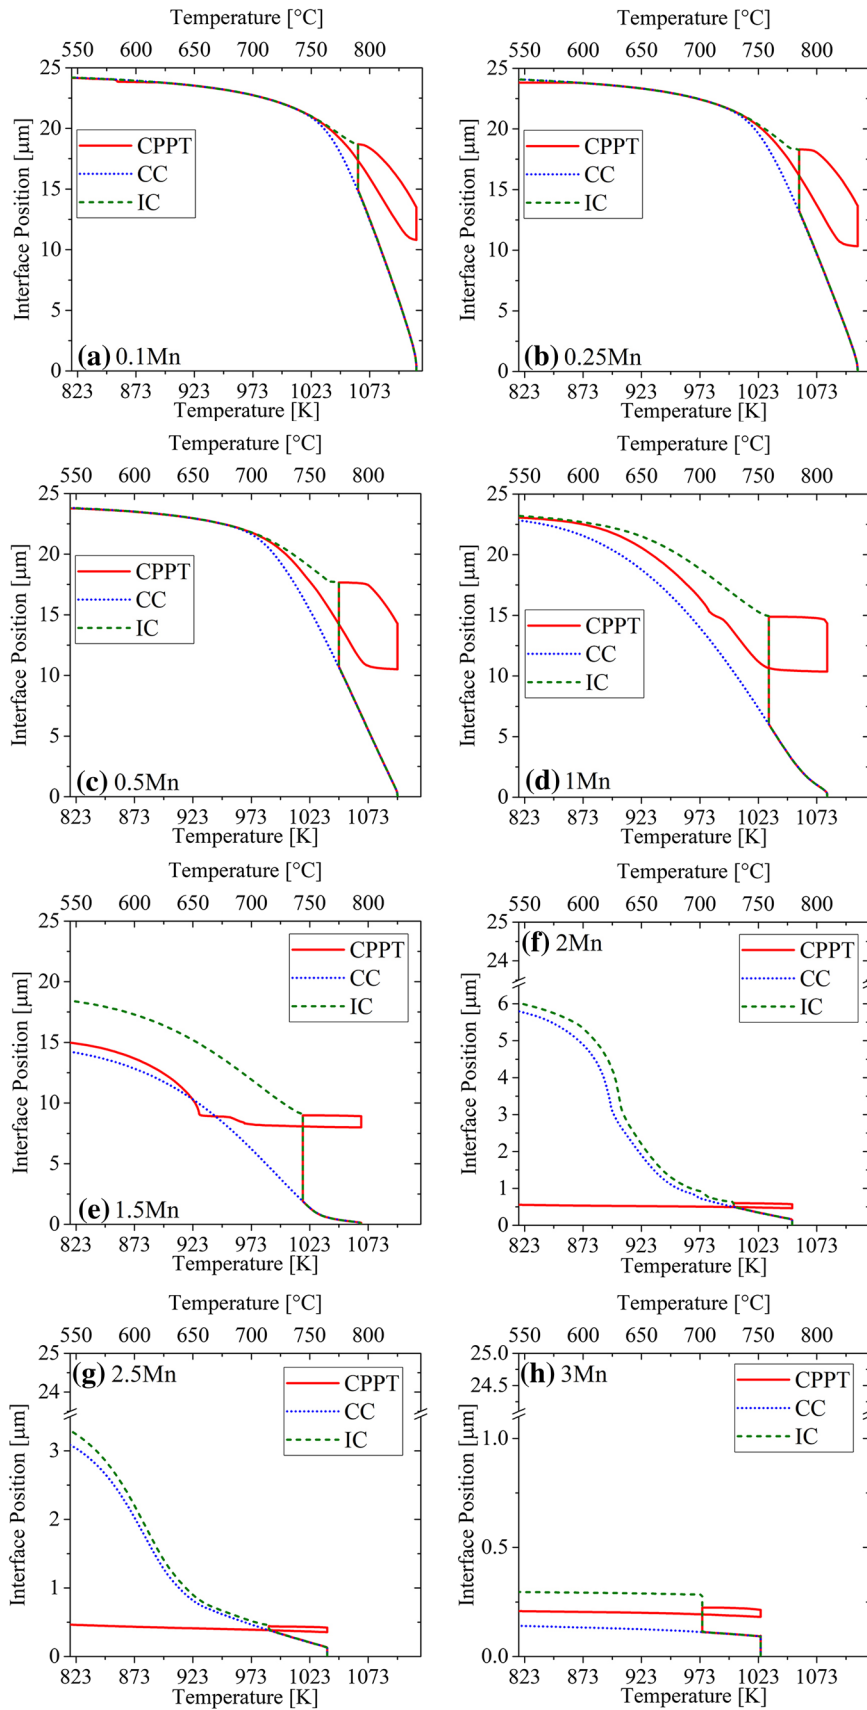 Temperature [°C]
550 600 650 700 750 800
25
20
15
10
5
0
Interface Position [µm]
CPPT
CC
IC
(a) 0.1Mn
823 873 923 973 1023 1073
Temperature [K]
Temperature [°C]
550 600 650 700 750 800
25
20
15
10
5
0
Interface Position [µm]
CPPT
CC
IC
(b) 0.25Mn
823 873 923 973 1023 1073
Temperature [K]
Temperature [°C]
550 600 650 700 750 800
25
20
15
10
5
0
Interface Position [µm]
CPPT
CC
IC
(c) 0.5Mn
823 873 923 973 1023 1073
Temperature [K]
Temperature [°C]
550 600 650 700 750 800
25
20
15
10
5
0
Interface Position [µm]
CPPT
CC
IC
(d) 1Mn
823 873 923 973 1023 1073
Temperature [K]
Temperature [°C]
550 600 650 700 750 800
25
20
15
10
5
0
Interface Position [µm]
CPPT
CC
IC
(e) 1.5Mn
823 873 923 973 1023 1073
Temperature [K]
Temperature [°C]
550 600 650 700 750 800
(f) 2Mn
25
24
6
5
4
3
2
1
0
Interface Position [µm]
CPPT
CC
IC
823 873 923 973 1023 1073
Temperature [K]
Temperature [°C]
550 600 650 700 750 800
(g) 2.5Mn
25
24
3
2
1
0
Interface Position [µm]
CPPT
CC
IC
823 873 923 973 1023 1073
Temperature [K]
Temperature [°C]
550 600 650 700 750 800
(h) 3Mn
25.0
24.5
1.0
0.5
0.0
Interface Position [µm]
CPPT
CC
IC
823 873 923 973 1023 1073
Temperature [K]